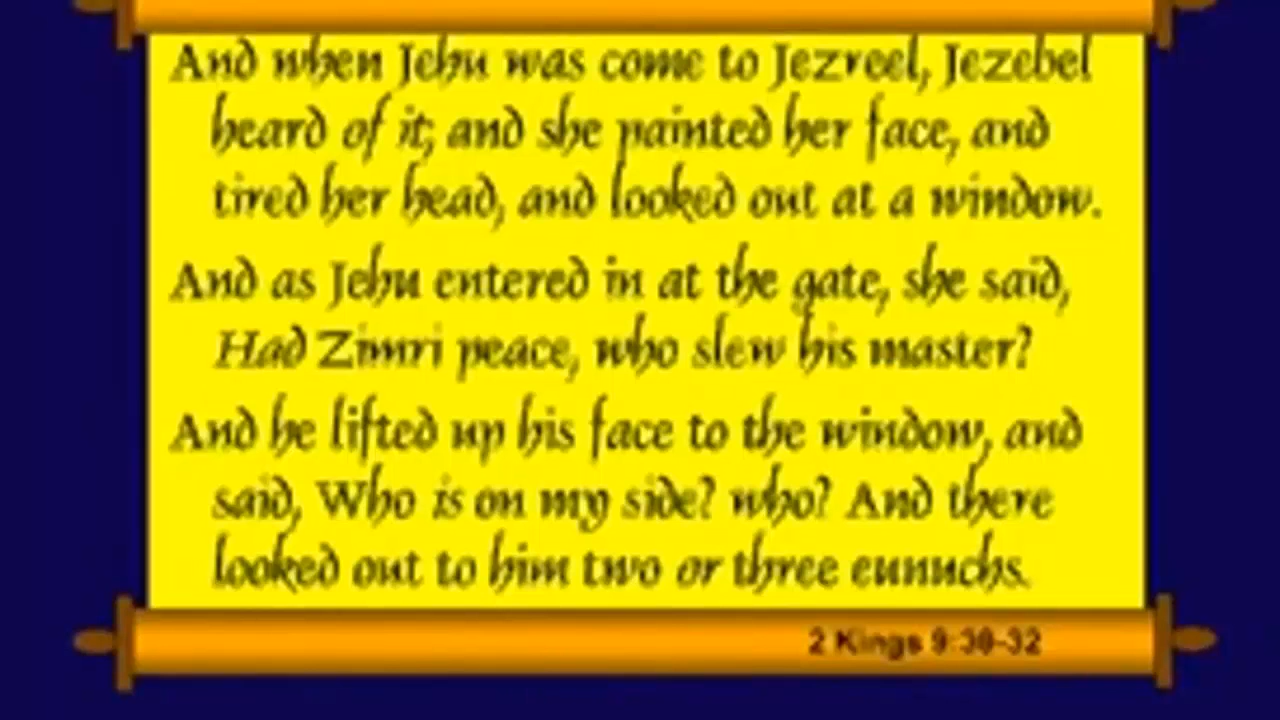 And when Jehu was come to Jezreel, Jezebel
heard of it; and she painted her face, and
tired her head, and looked out at a window.
And as Jehu entered in at the gate, she said,
Had Zimri peace, who slew his master?
And he lifted up his face to the window, and
said, Who is on my side? who? And there
looked out to him two or three eunuchs.
2 Kings 9:30-32